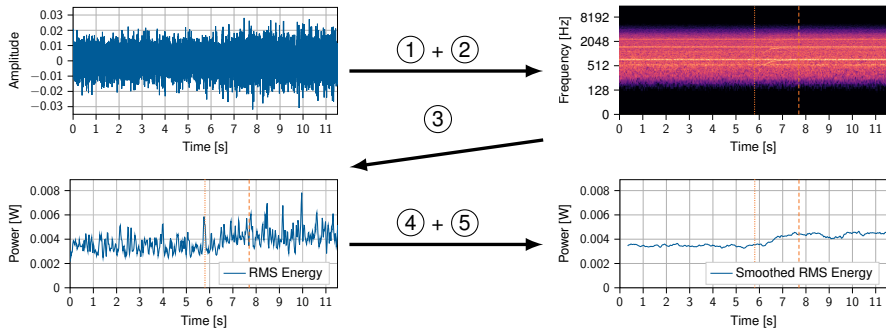 Amplitude
0.03
0.02
0.01
0
−0.01
−0.02
−0.03
0 1 2 3 4 5 6 7 8 9 10 11
Time [s]
① + ②
Frequency [Hz]
8192
2048
512
128
0
0 1 2 3 4 5 6 7 8 9 10 11
Time [s]
③
Power [W]
0.008
0.006
0.004
0.002
0
RMS Energy
0 1 2 3 4 5 6 7 8 9 10 11
Time [s]
④ + ⑤
Power [W]
0.008
0.006
0.004
0.002
0
Smoothed RMS Energy
0 1 2 3 4 5 6 7 8 9 10 11
Time [s]